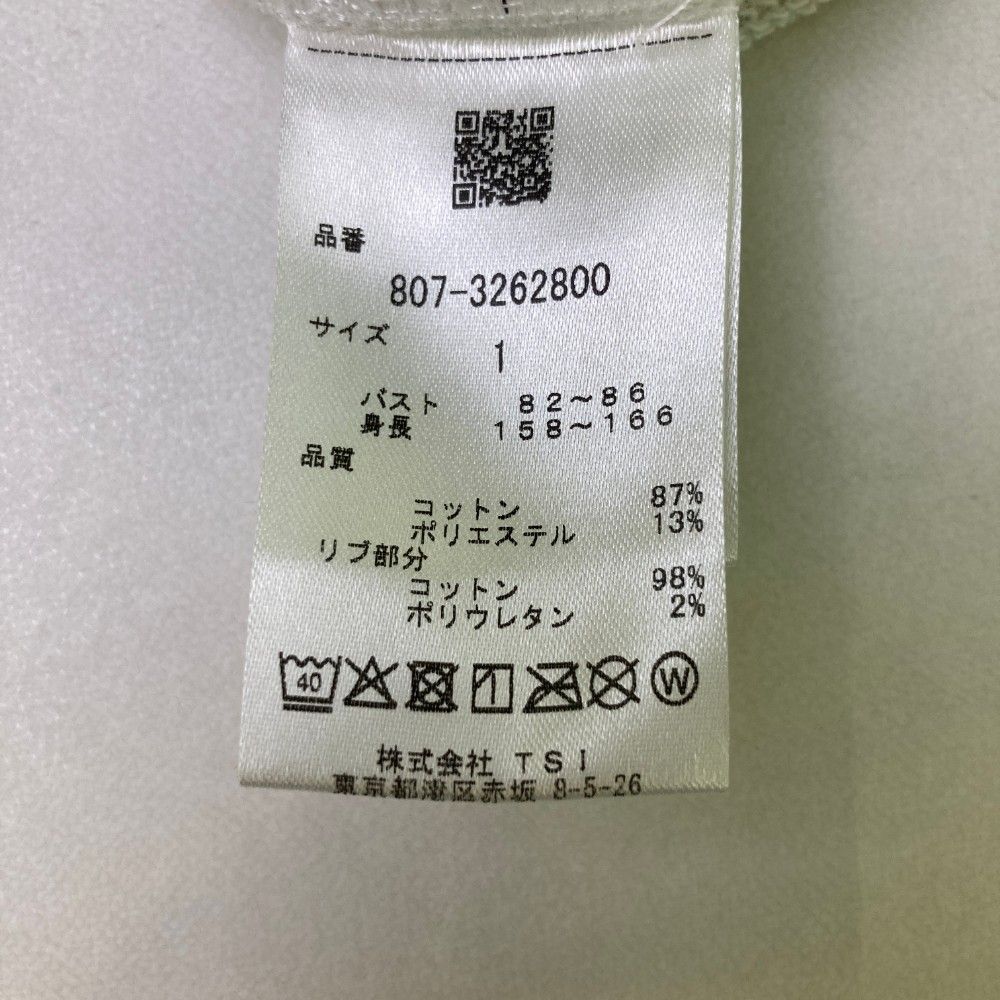 品番
807-3262800
サイズ
1
バスト 82～86
身長 158～166
品質
コットン 87%
ポリエステル 13%
リブ部分
コットン 98%
ポリウレタン 2%
40 W
株式会社 TSI
東京都港区赤坂 8-5-26